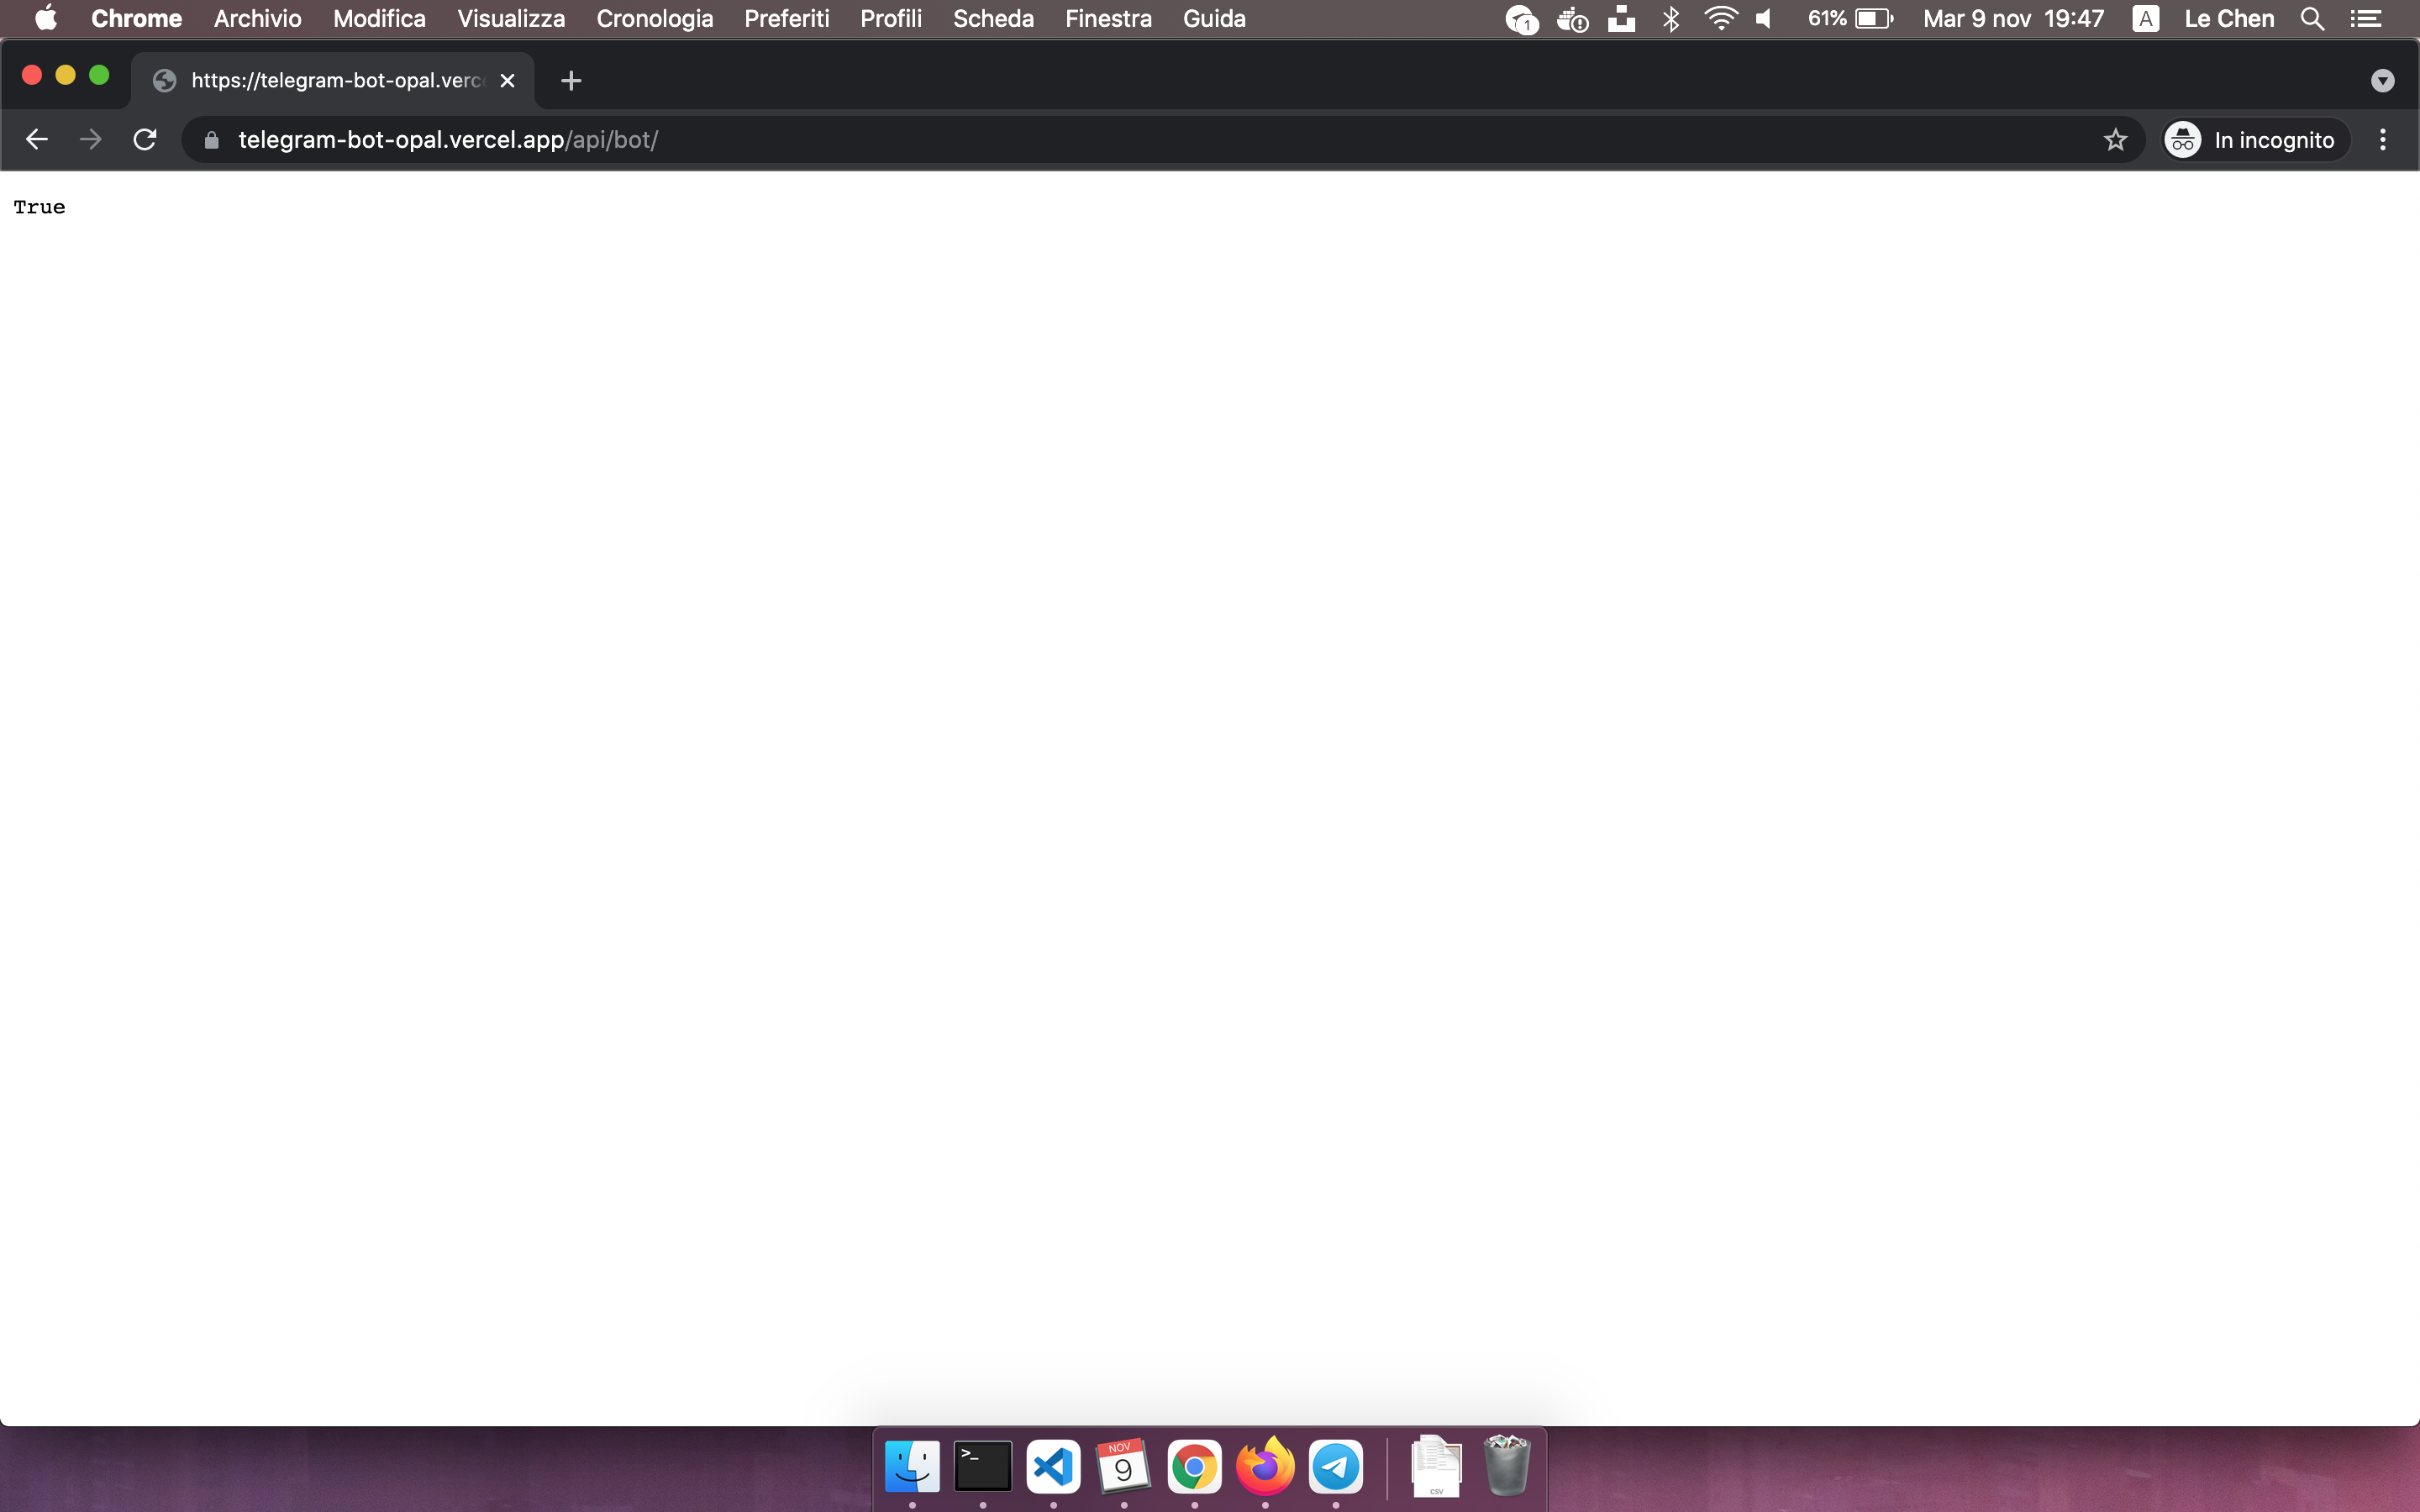 Chrome Archivio Modifica Visualizza Cronologia Preferiti Profili Scheda Finestra Guida 1 61% Mar 9 nov 19:47 A Le Chen
https://telegram-bot-opal.verc
telegram-bot-opal.vercel.app/api/bot/ In incognito
True
>_ NOV 9 CSV